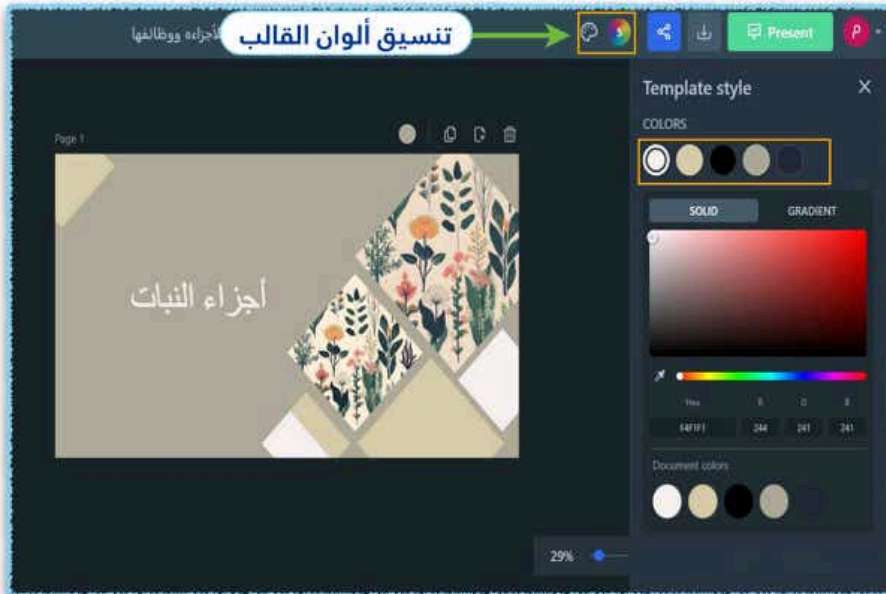 تنسيق ألوان القالب
لأجزاءه ووظائفها
Present
Template style
COLORS
Page 1
SOLID
GRADIENT
أجزاء النبات
Hex R G B
F4F1F1 244 241 241
Document colors
29%